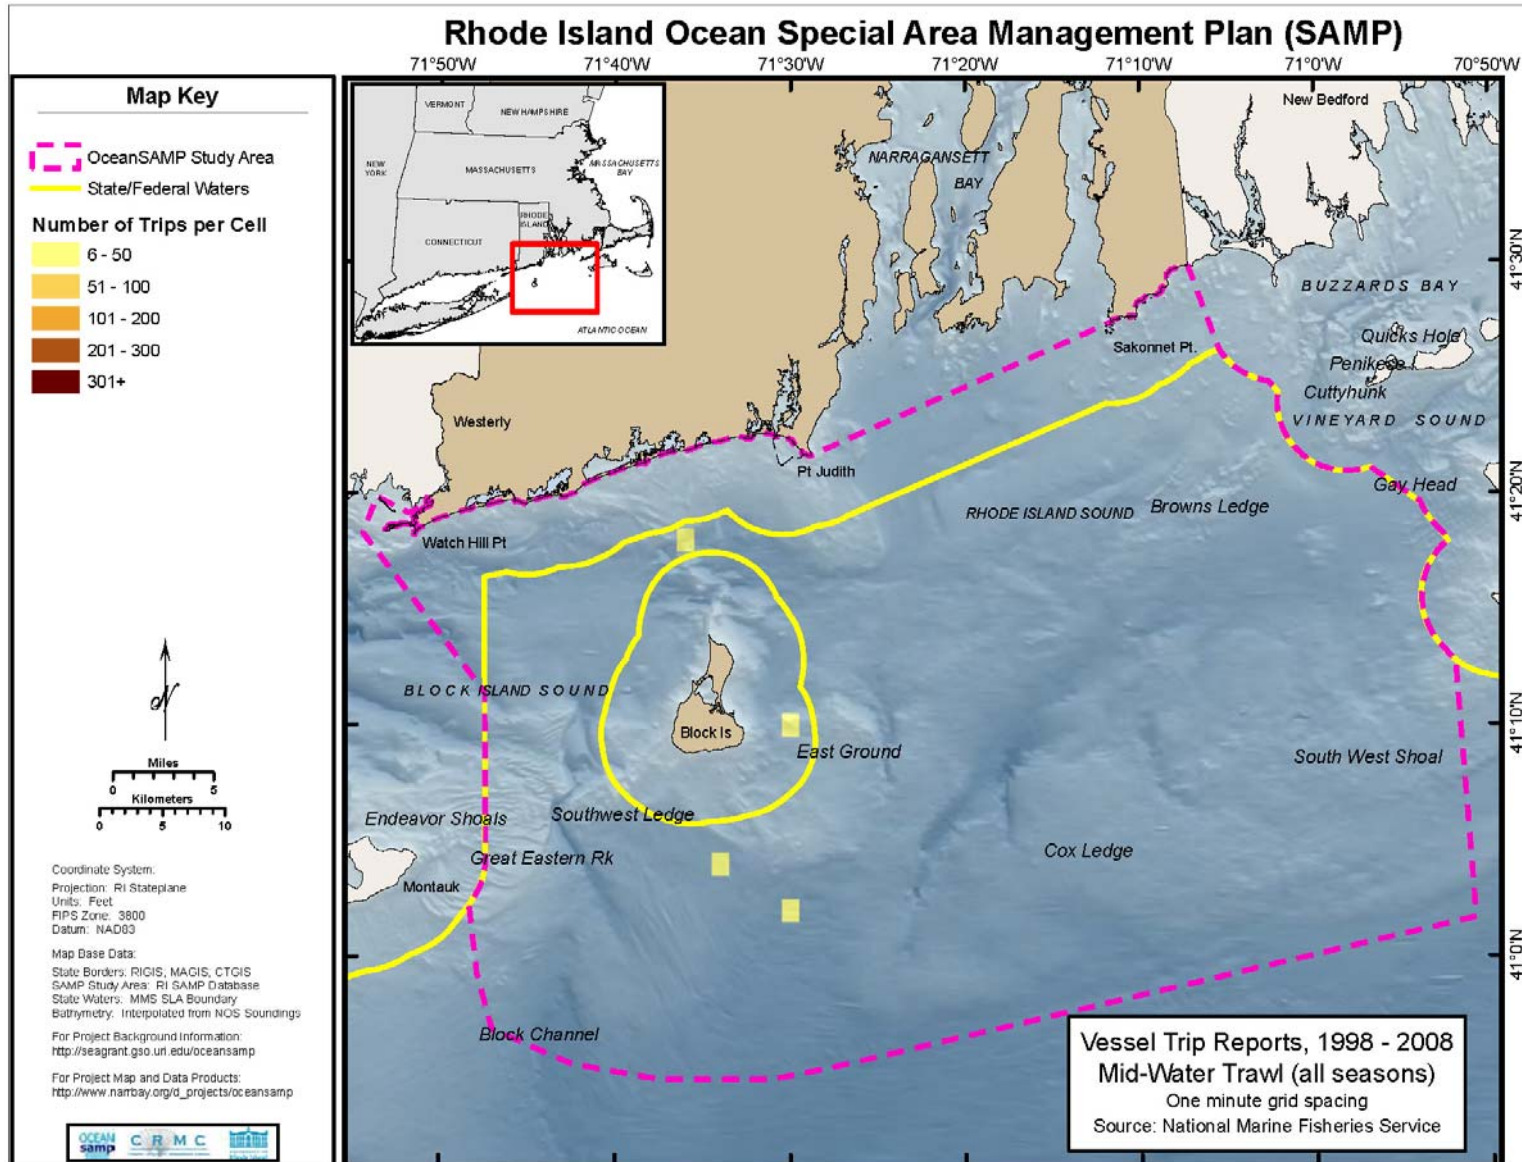 Rhode Island Ocean Special Area Management Plan (SAMP)
71°50'W 71°40'W 71°30'W 71°20'W 71°10'W 71°00'W 70°50'W
Map Key
OceanSAMP Study Area
State/Federal Waters
Number of Trips per Cell
6 - 50
51 - 100
101 - 200
201 - 300
301+
N
Miles
0 5
Kilometers
0 5 10
Coordinate System:
Projection: RI Stateplane
Units: Feet
FIPS Zone: 3800
Datum: NAD83
Map Base Data:
State Borders: RIGIS, MAGIS, CTGIS
SAMP Study Area: RI SAMP Database
State Waters: MMS SLA Boundary
Bathymetry: Interpolated from NOS Soundings
For Project Background Information:
http://seagrant.gso.uri.edu/oceansamp
For Project Map and Data Products:
http://www.narrbay.org/d_projects/oceansamp
OCEAN
samp
CRMC
VERMONT
NEW HAMPSHIRE
NEW
YORK
MASSACHUSETTS
MASSACHUSETTS
BAY
RHODE
ISLAND
CONNECTICUT
ATLANTIC OCEAN
New Bedford
NARRAGANSETT
BAY
41°30'N
BUZZARDS BAY
Quicks Hole
Sakonnet Pt.
Penikese
Cuttyhunk
VINEYARD SOUND
Westerly
Pt Judith
Gay Head
41°20'N
Browns Ledge
RHODE ISLAND SOUND
Watch Hill Pt
BLOCK ISLAND SOUND
Block Is
41°10'N
East Ground
South West Shoal
Southwest Ledge
Endeavor Shoals
Cox Ledge
Great Eastern Rk
Montauk
41°0'N
Block Channel
Vessel Trip Reports, 1998 - 2008
Mid-Water Trawl (all seasons)
One minute grid spacing
Source: National Marine Fisheries Service